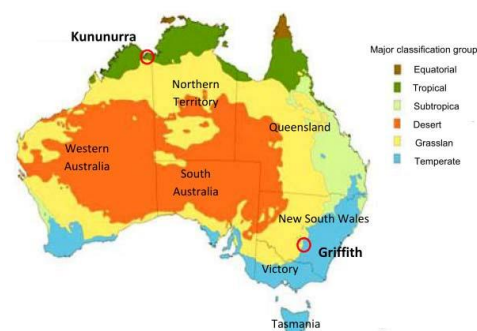 Kununurra
Major classification group
Equatorial
Tropical
Subtropica
Desert
Grasslan
Temperate
Northern
Territory
Queensland
Western
Australia
South
Australia
New South Wales
Griffith
Victory
Tasmania